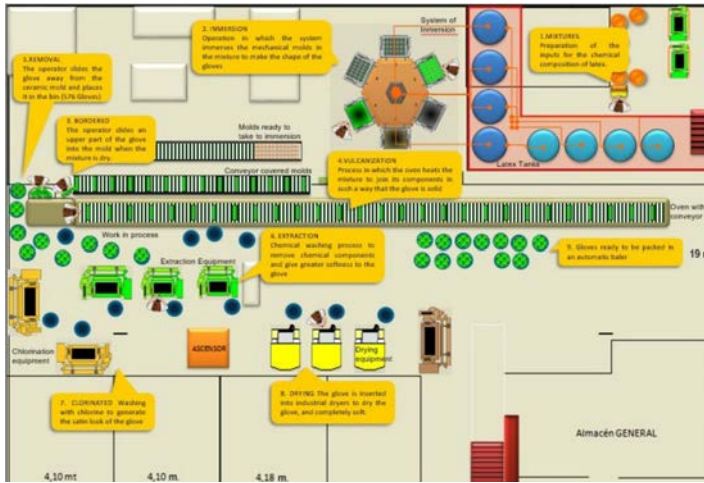 2. IMMERSION
Operation in which the system
immerses the mechanical molds in
the mixture to make the shape of the
gloves
System of
Immersion
1.MIXTURES
Preparation of the
inputs for the chemical
composition of latex.
5.REMOVAL
The operator slides the
glove away from the
ceramic mold and places
it in the bin (576 Gloves)
3. BORDERED
The operator slides an
upper part of the glove
into the mold when the
mixture is dry.
Molds ready to
take to immersion
4.VULCANIZATION
Process in which the oven heats the
mixture to join its components in
such a way that the glove is solid
Latex Tanks
Conveyor covered molds
Oven with
conveyor
Work in process
6. EXTRACTION
Chemical washing process to
remove chemical components
and give greater softness to the
glove
9. Gloves ready to be packed in
an automatic baler
19 m
Extraction Equipment
Chlorination
equipment
ASCENSOR
Drying
equipment
7. CLORINATED Washing
with chlorine to generate
the satin look of the glove
8. DRYING The glove is inserted
into industrial dryers to dry the
glove, and completely soft.
Almacén GENERAL
4,10 mt
4,10 m.
4,18 m.